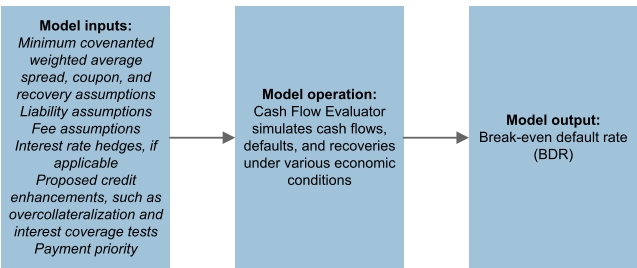 Model inputs:
Minimum covenanted
weighted average
spread, coupon, and
recovery assumptions
Liability assumptions
Fee assumptions
Interest rate hedges, if
applicable
Proposed credit
enhancements, such as
overcollateralization and
interest coverage tests
Payment priority
Model operation:
Cash Flow Evaluator
simulates cash flows,
defaults, and recoveries
under various economic
conditions
Model output:
Break-even default rate
(BDR)